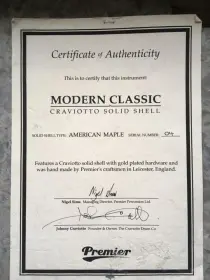 Certificate of Authenticity
This is to certify that this instrument
MODERN CLASSIC
CRAVIOTTO SOLID SHELL
SOLID SHELL TYPE: AMERICAN MAPLE SERIAL NUMBER:
Features a Craviotto solid shell with gold plated hardware and
was hand made by Premier's craftsmen in Leicester, England.
Managing Director, Premier Percussion Ltd
Johnny Craviotto Founder & Owner The Craviotto Drum Co
Premier